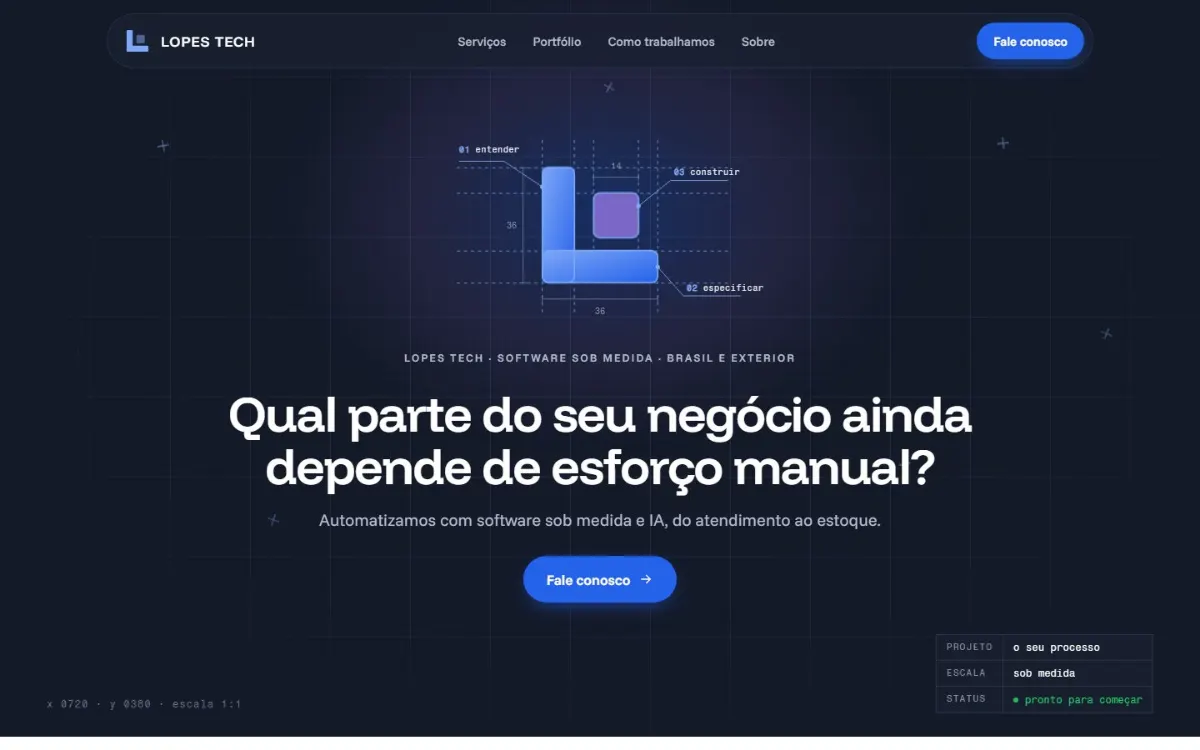 LOPES TECH
Serviços
Portfólio
Como trabalhamos
Sobre
Fale conosco
01 entender
14
03 construir
36
02 especificar
36
LOPES TECH · SOFTWARE SOB MEDIDA · BRASIL E EXTERIOR
Qual parte do seu negócio ainda
depende de esforço manual?
Automatizamos com software sob medida e IA, do atendimento ao estoque.
Fale conosco →
PROJETO o seu processo
ESCALA sob medida
STATUS ● pronto para começar
x 0720 · y 0380 · escala 1:1